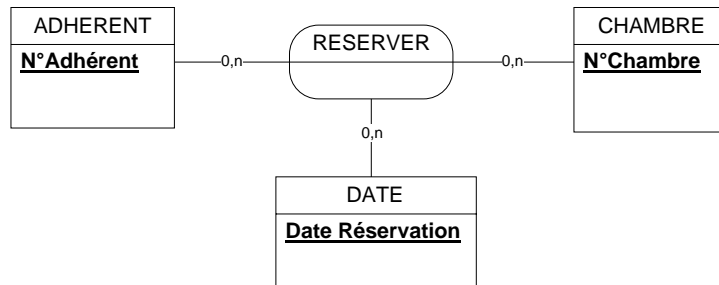 ADHERENT
N°Adhérent
0,n
RESERVER
0,n
CHAMBRE
N°Chambre
0,n
DATE
Date Réservation